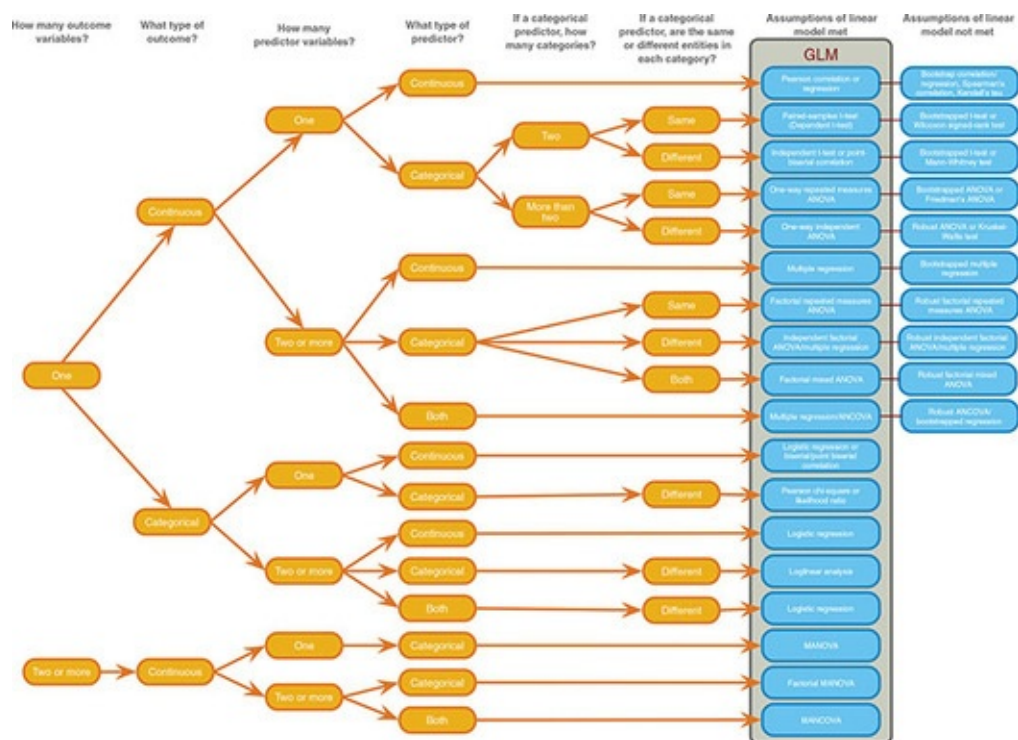 How many outcome
variables?
What type of
outcome?
How many
predictor variables?
What type of
predictor?
If a categorical
predictor, how
many categories?
If a categorical
predictor, are the same
or different entities in
each category?
Assumptions of linear
model met
Assumptions of linear
model not met
GLM
Continuous
Pearson correlation or
regression
Bootstrap correlation/
regression, Spearman's
correlation, Kendall's tau
One
Two
Same
Paired-samples t-test
(Dependent t-test)
Bootstrapped t-test or
Wilcoxon signed-rank test
Different
Independent t-test or point-
biserial correlation
Bootstrapped t-test or
Mann-Whitney test
Categorical
Continuous
More than
two
Same
One-way repeated measures
ANOVA
Bootstrapped ANOVA or
Friedman's ANOVA
Different
One-way independent
ANOVA
Robust ANOVA or Kruskal-
Wallis test
Continuous
Multiple regression
Bootstrapped multiple
regression
Same
Factorial repeated measures
ANOVA
Robust factorial repeated
measures ANOVA
Two or more
Categorical
Different
Independent factorial
ANOVA/multiple regression
Robust independent factorial
ANOVA/multiple regression
One
Both
Factorial mixed ANOVA
Robust factorial mixed
ANOVA
Both
Multiple regression/ANCOVA
Robust ANCOVA/
bootstrapped regression
Continuous
Logistic regression or
biserial/point biserial
correlation
One
Categorical
Different
Pearson chi-square or
likelihood ratio
Categorical
Continuous
Logistic regression
Two or more
Categorical
Different
Loglinear analysis
Both
Different
Logistic regression
One
Categorical
MANOVA
Two or more
Continuous
Categorical
Factorial MANOVA
Two or more
Both
MANCOVA